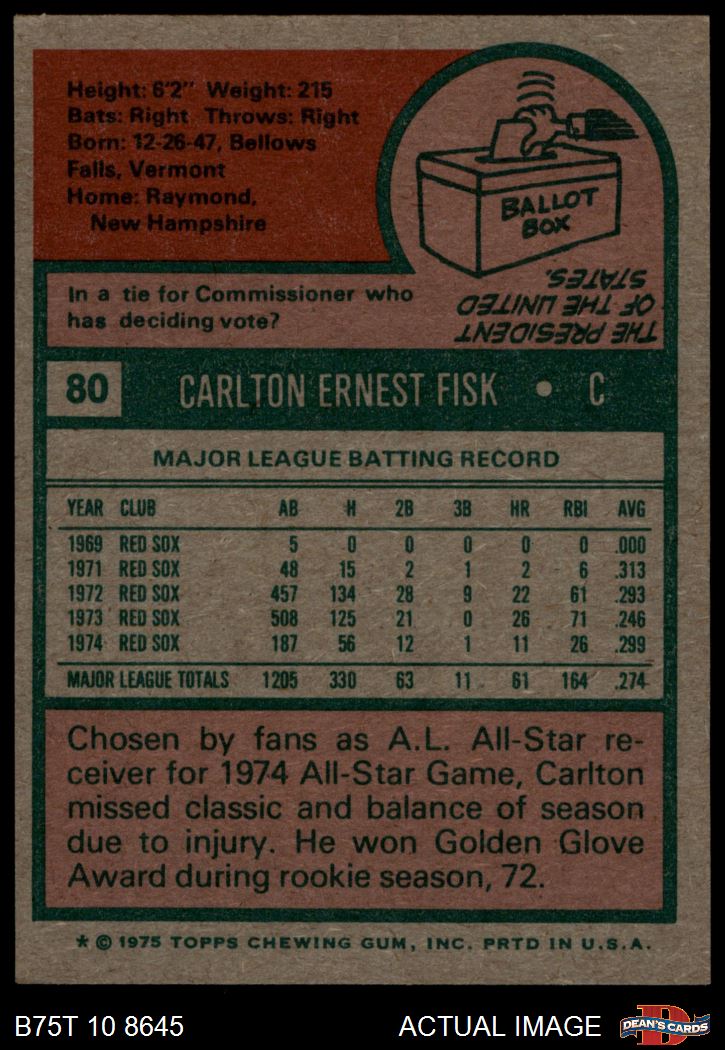 Height: 6'2" Weight: 215
Bats: Right Throws: Right
Born: 12-26-47, Bellows
Falls, Vermont
Home: Raymond,
New Hampshire
BALLOT
BOX
In a tie for Commissioner who
has deciding vote?
THE PRESIDENT
OF THE UNITED
STATES.
80 CARLTON ERNEST FISK • C
MAJOR LEAGUE BATTING RECORD
YEAR CLUB AB H 2B 3B HR RBI AVG
1969 RED SOX 5 0 0 0 0 0 .000
1971 RED SOX 48 15 2 1 2 6 .313
1972 RED SOX 457 134 28 9 22 61 .293
1973 RED SOX 508 125 21 0 26 71 .246
1974 RED SOX 187 56 12 1 11 26 .299
MAJOR LEAGUE TOTALS 1205 330 63 11 61 164 .274
Chosen by fans as A.L. All-Star re-
ceiver for 1974 All-Star Game, Carlton
missed classic and balance of season
due to injury. He won Golden Glove
Award during rookie season, 72.
* © 1975 TOPPS CHEWING GUM, INC. PRTD IN U.S.A.
B75T 10 8645 ACTUAL IMAGE D DEAN'S CARDS